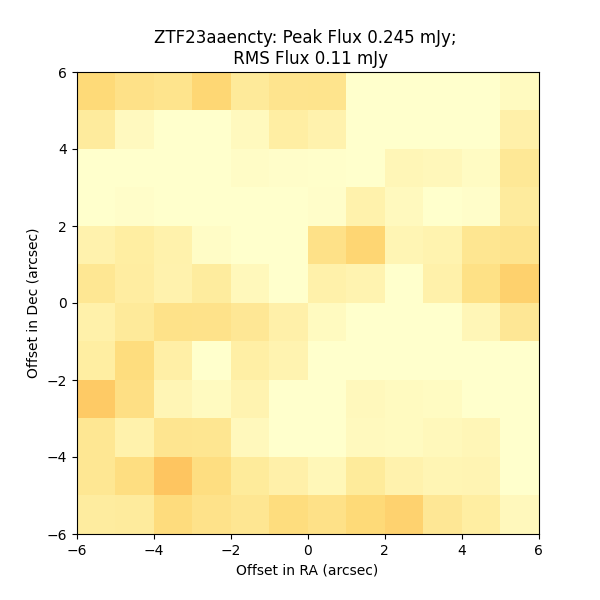 ZTF23aaencty: Peak Flux 0.245 mJy;
RMS Flux 0.11 mJy
6
4
2
0
−2
−4
−6
Offset in Dec (arcsec)
−6 −4 −2 0 2 4 6
Offset in RA (arcsec)